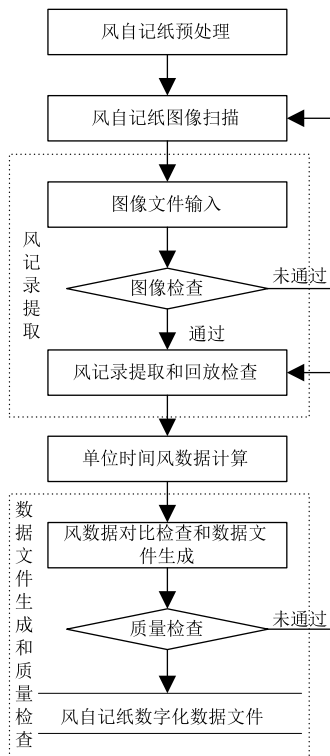 风自记纸预处理
风自记纸图像扫描
风记录提取
图像文件输入
图像检查
未通过
通过
风记录提取和回放检查
单位时间风数据计算
数据文件生成和质量检查
风数据对比检查和数据文
件生成
质量检查
未通过
风自记纸数字化数据文件